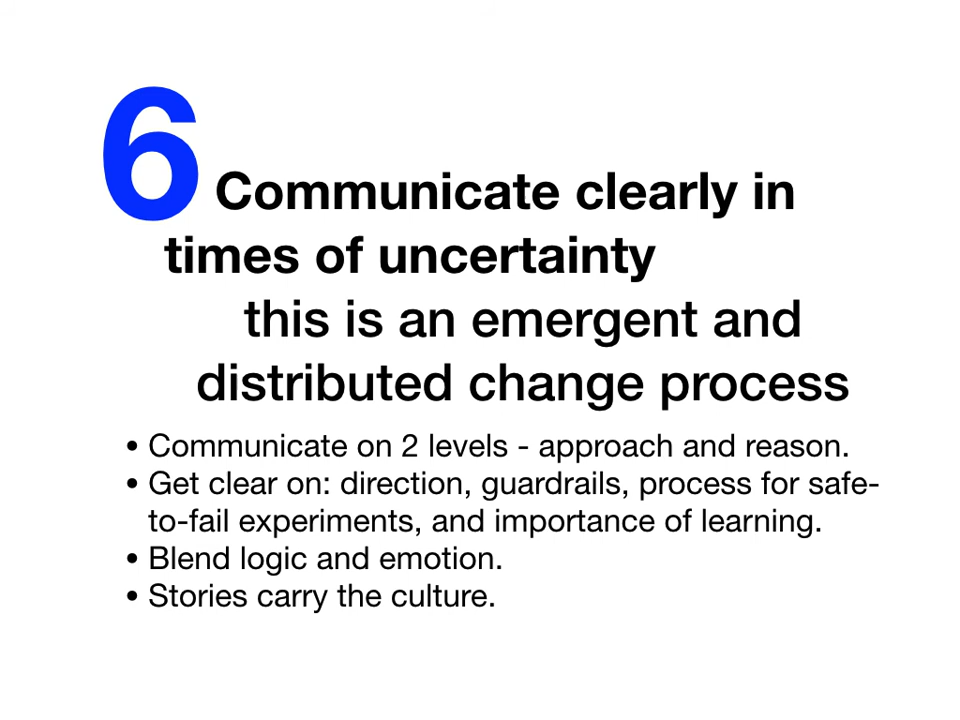 6 Communicate clearly in
times of uncertainty
this is an emergent and
distributed change process
• Communicate on 2 levels - approach and reason.
• Get clear on: direction, guardrails, process for safe-
to-fail experiments, and importance of learning.
• Blend logic and emotion.
• Stories carry the culture.